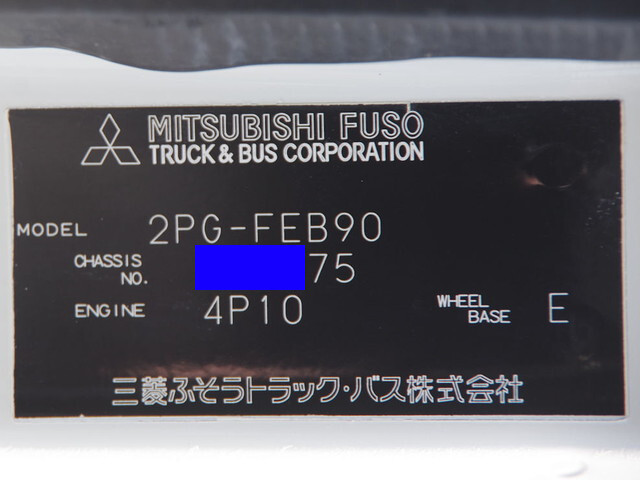 MITSUBISHI FUSO
TRUCK & BUS CORPORATION
MODEL 2PG-FEB90
CHASSIS NO. 75
ENGINE 4P10 WHEEL BASE E
三菱ふそうトラック・バス株式会社